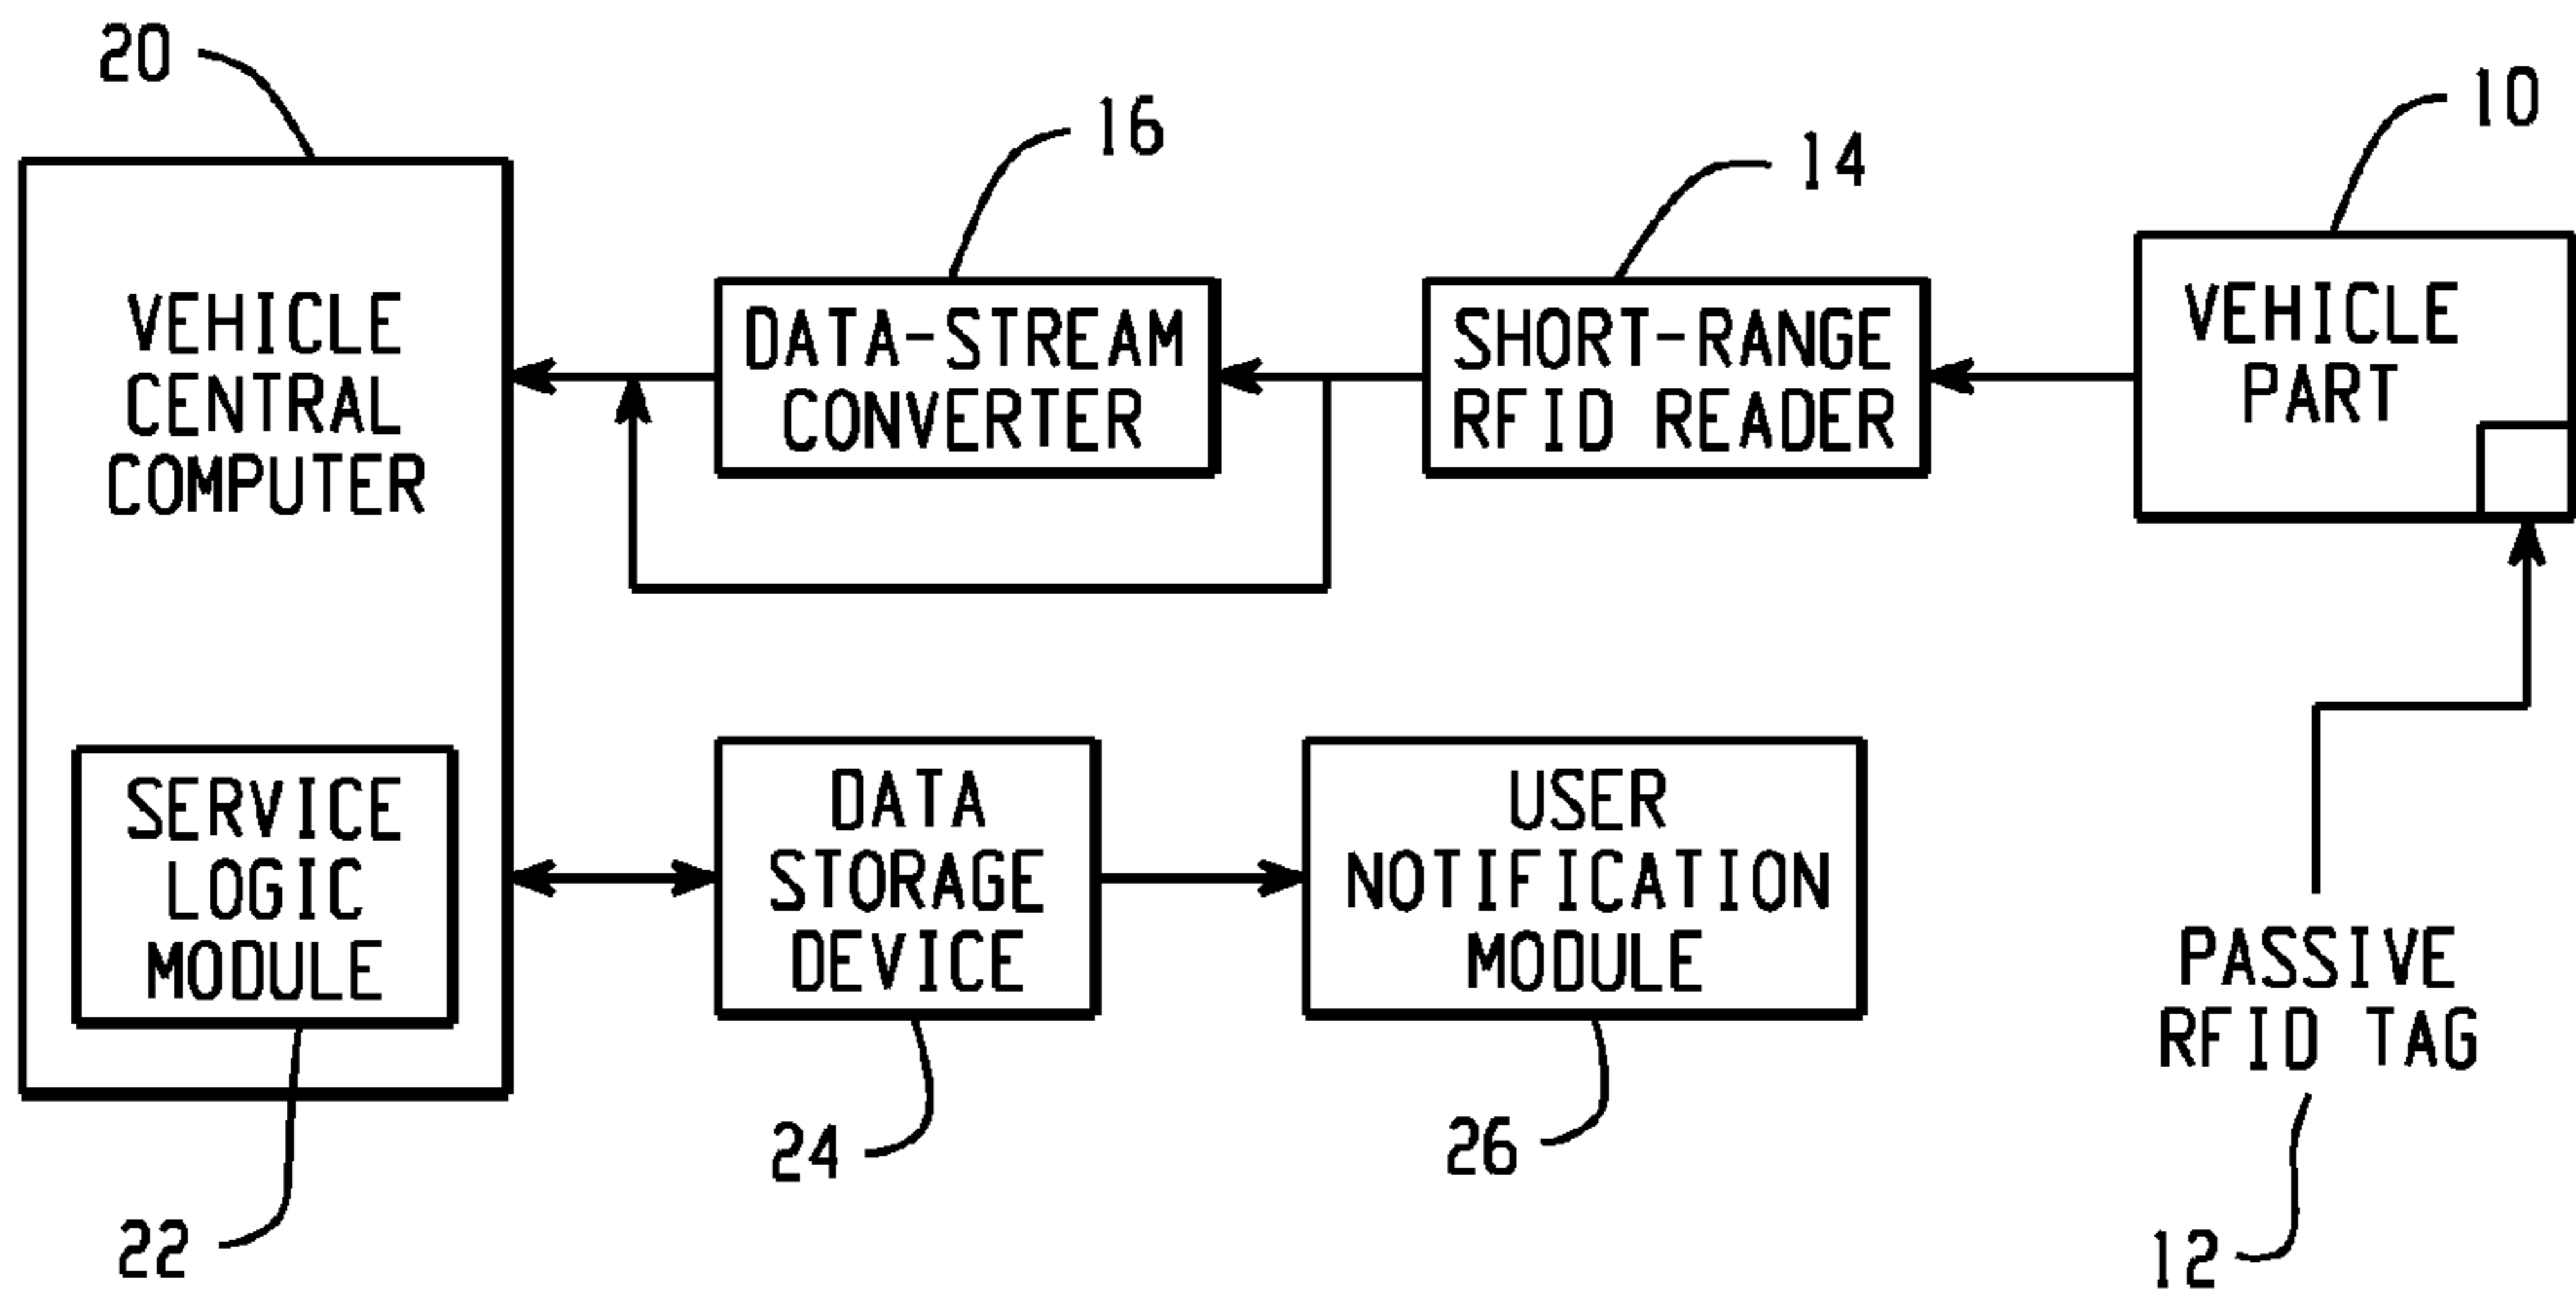 20
16
14
10
VEHICLE
CENTRAL
COMPUTER
DATA-STREAM
CONVERTER
SHORT-RANGE
RFID READER
VEHICLE
PART
SERVICE
LOGIC
MODULE
DATA
STORAGE
DEVICE
USER
NOTIFICATION
MODULE
PASSIVE
RFID TAG
22
24
26
12